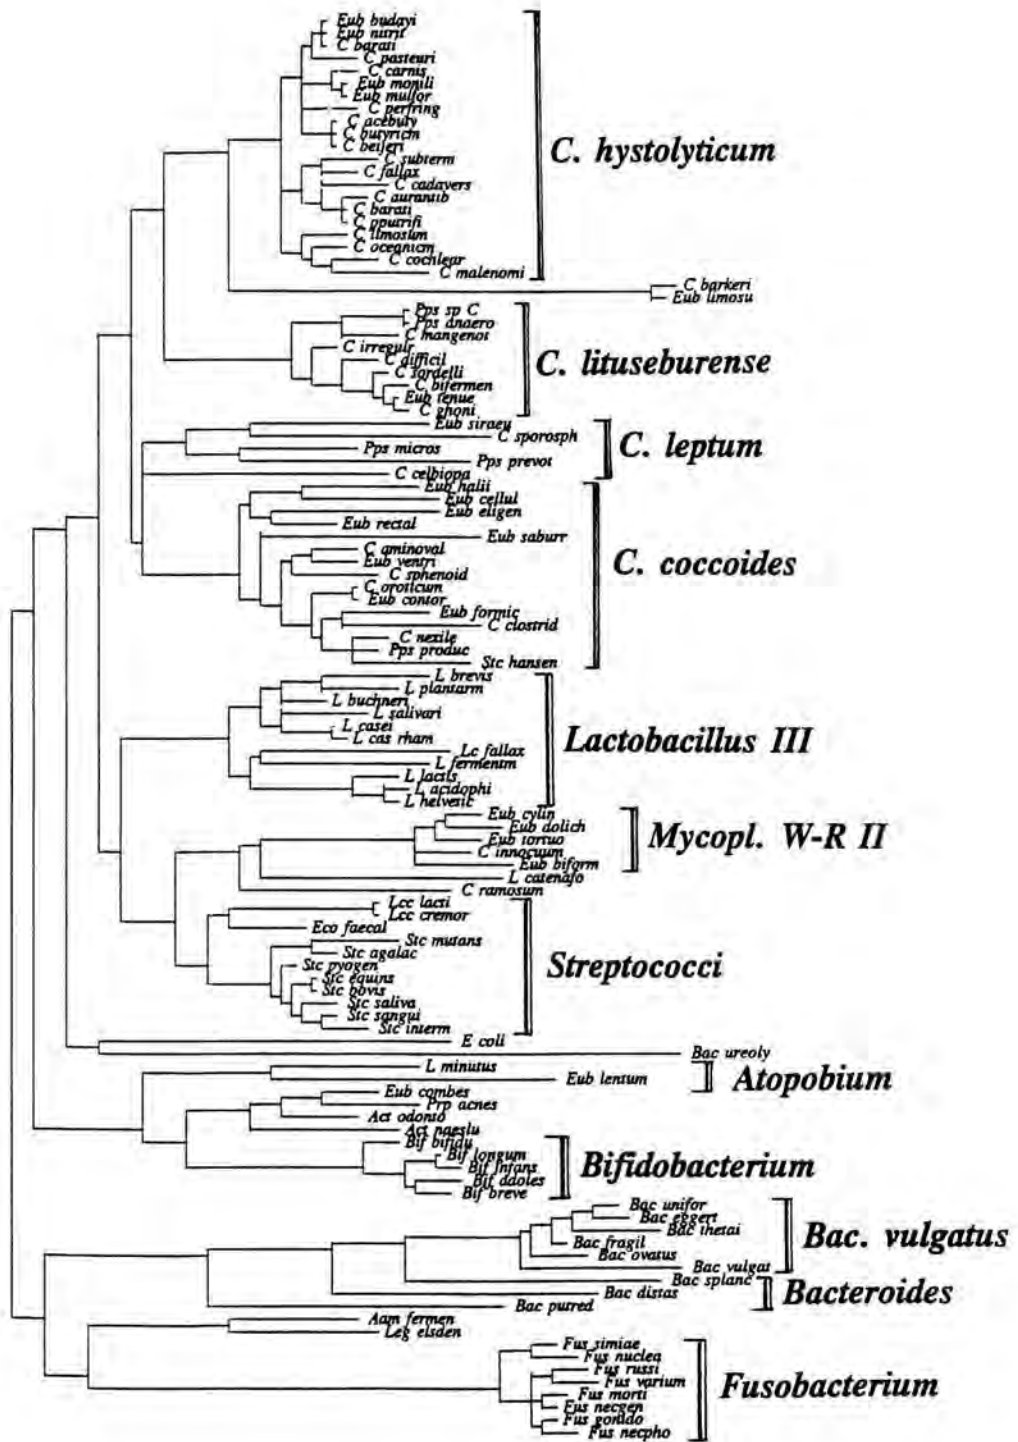 Eub budayi
Eub nitrit
C barati
C pasteuri
C carnis
Eub monili
Eub multor
C perfring
C acebuty
C butyricm
C beijeri
C. hystolyticum
C subterm
C fallax
C cadavers
C aurantib
C barati
C pputrifi
C limosum
C oceanicm
C cochlear
C malenomi
C barkeri
Eub limosu
Pps sp C
Pps anaero
C mangenot
C irregulr
C difficil
C. lituseburense
C sordelli
C bifermen
Eub tenue
C ghoni
Eub siraeu
C sporosph
C. leptum
Pps micros
Pps prevot
C celbiopa
Eub halii
Eub cellul
Eub eligen
Eub rectal
Eub saburr
C aminoval
Eub ventri
C. coccoides
C sphenoid
C oroticum
Eub contor
Eub formic
C clostrid
C nexile
Pps produc
Stc hansen
L brevis
L plantarm
L buchneri
L salivari
L casei
L cas rham
Lactobacillus III
Lc fallax
L fermentm
L lactis
L acidophi
L helvetic
Eub cylin
Eub dolich
Eub tortuo
Mycopl. W-R II
C innocuum
Eub biform
L catenafo
C ramosum
Lcc lacti
Lcc cremor
Eco faecal
Stc mutans
Stc agalac
Stc pyogen
Streptococci
Stc equins
Stc bovis
Stc saliva
Stc sangui
Stc interm
E coli
Bac ureoly
L minutus
Eub lentum
Atopobium
Eub combes
Prp acnes
Act odonto
Act naeslu
Bif bifidu
Bif longum
Bif infans
Bifidobacterium
Bif adoles
Bif breve
Bac unifor
Bac eggert
Bac thetai
Bac. vulgatus
Bac fragil
Bac ovatus
Bac vulgat
Bac splanc
Bacteroides
Bac distas
Bac putred
Aam fermen
Leg elsden
Fus simiae
Fus nuclea
Fus russi
Fus varium
Fusobacterium
Fus morti
Fus necgen
Fus gonido
Fus necpho